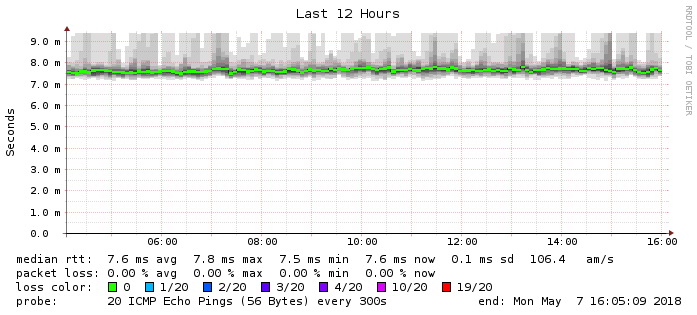 Last 12 Hours
RRDTOOL / TOBI OETIKER
Seconds
9.0 m
8.0 m
7.0 m
6.0 m
5.0 m
4.0 m
3.0 m
2.0 m
1.0 m
0.0
06:00 08:00 10:00 12:00 14:00 16:00
median rtt: 7.6 ms avg 7.8 ms max 7.5 ms min 7.6 ms now 0.1 ms sd 106.4 am/s
packet loss: 0.00 % avg 0.00 % max 0.00 % min 0.00 % now
loss color: 0 1/20 2/20 3/20 4/20 10/20 19/20
probe: 20 ICMP Echo Pings (56 Bytes) every 300s end: Mon May 7 16:05:09 2018